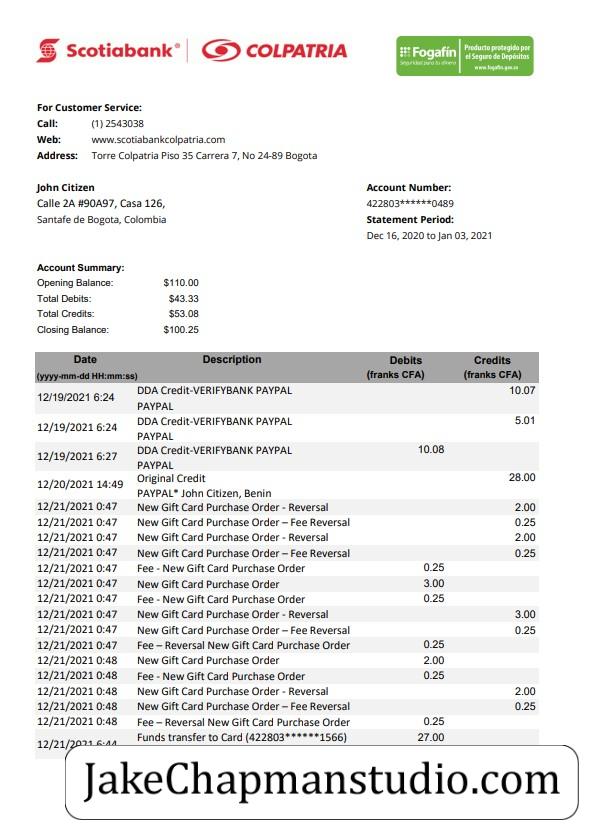 Scotiabank® COLPATRIA
Fogafín
Seguridad para tu dinero
Producto protegido por
el Seguro de Depósitos
www.fogafin.gov.co
For Customer Service:
Call: (1) 2543038
Web: www.scotiabankcolpatria.com
Address: Torre Colpatria Piso 35 Carrera 7, No 24-89 Bogota
John Citizen
Calle 2A #90A97, Casa 126,
Santafe de Bogota, Colombia
Account Number:
422803******0489
Statement Period:
Dec 16, 2020 to Jan 03, 2021
Account Summary:
Opening Balance: $110.00
Total Debits: $43.33
Total Credits: $53.08
Closing Balance: $100.25
Date Description Debits Credits
(yyyy-mm-dd HH:mm:ss) (franks CFA) (franks CFA)
12/19/2021 6:24 DDA Credit-VERIFYBANK PAYPAL 10.07
PAYPAL
12/19/2021 6:24 DDA Credit-VERIFYBANK PAYPAL 5.01
PAYPAL
12/19/2021 6:27 DDA Credit-VERIFYBANK PAYPAL 10.08
PAYPAL
12/20/2021 14:49 Original Credit 28.00
PAYPAL* John Citizen, Benin
12/21/2021 0:47 New Gift Card Purchase Order - Reversal 2.00
12/21/2021 0:47 New Gift Card Purchase Order – Fee Reversal 0.25
12/21/2021 0:47 New Gift Card Purchase Order - Reversal 2.00
12/21/2021 0:47 New Gift Card Purchase Order – Fee Reversal 0.25
12/21/2021 0:47 Fee - New Gift Card Purchase Order 0.25
12/21/2021 0:47 New Gift Card Purchase Order 3.00
12/21/2021 0:47 Fee - New Gift Card Purchase Order 0.25
12/21/2021 0:47 New Gift Card Purchase Order - Reversal 3.00
12/21/2021 0:47 New Gift Card Purchase Order – Fee Reversal 0.25
12/21/2021 0:47 Fee – Reversal New Gift Card Purchase Order 0.25
12/21/2021 0:48 New Gift Card Purchase Order 2.00
12/21/2021 0:48 Fee - New Gift Card Purchase Order 0.25
12/21/2021 0:48 New Gift Card Purchase Order - Reversal 2.00
12/21/2021 0:48 New Gift Card Purchase Order – Fee Reversal 0.25
12/21/2021 0:48 Fee – Reversal New Gift Card Purchase Order 0.25
12/21/2021 6:44 Funds transfer to Card (422803******1566) 27.00
JakeChapmanstudio.com